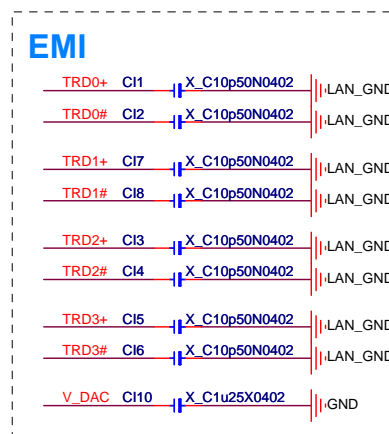 EMI
TRD0+ CI1 X_C10p50N0402 LAN_GND
TRD0# CI2 X_C10p50N0402 LAN_GND
TRD1+ CI7 X_C10p50N0402 LAN_GND
TRD1# CI8 X_C10p50N0402 LAN_GND
TRD2+ CI3 X_C10p50N0402 LAN_GND
TRD2# CI4 X_C10p50N0402 LAN_GND
TRD3+ CI5 X_C10p50N0402 LAN_GND
TRD3# CI6 X_C10p50N0402 LAN_GND
V_DAC CI10 X_C1u25X0402 GND